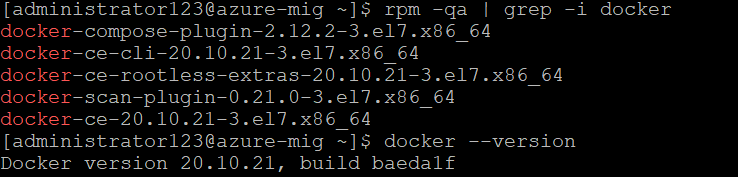 [administrator123@azure-mig ~]$ rpm -qa | grep -i docker
docker-compose-plugin-2.12.2-3.el7.x86_64
docker-ce-cli-20.10.21-3.el7.x86_64
docker-ce-rootless-extras-20.10.21-3.el7.x86_64
docker-scan-plugin-0.21.0-3.el7.x86_64
docker-ce-20.10.21-3.el7.x86_64
[administrator123@azure-mig ~]$ docker --version
Docker version 20.10.21, build baeda1f